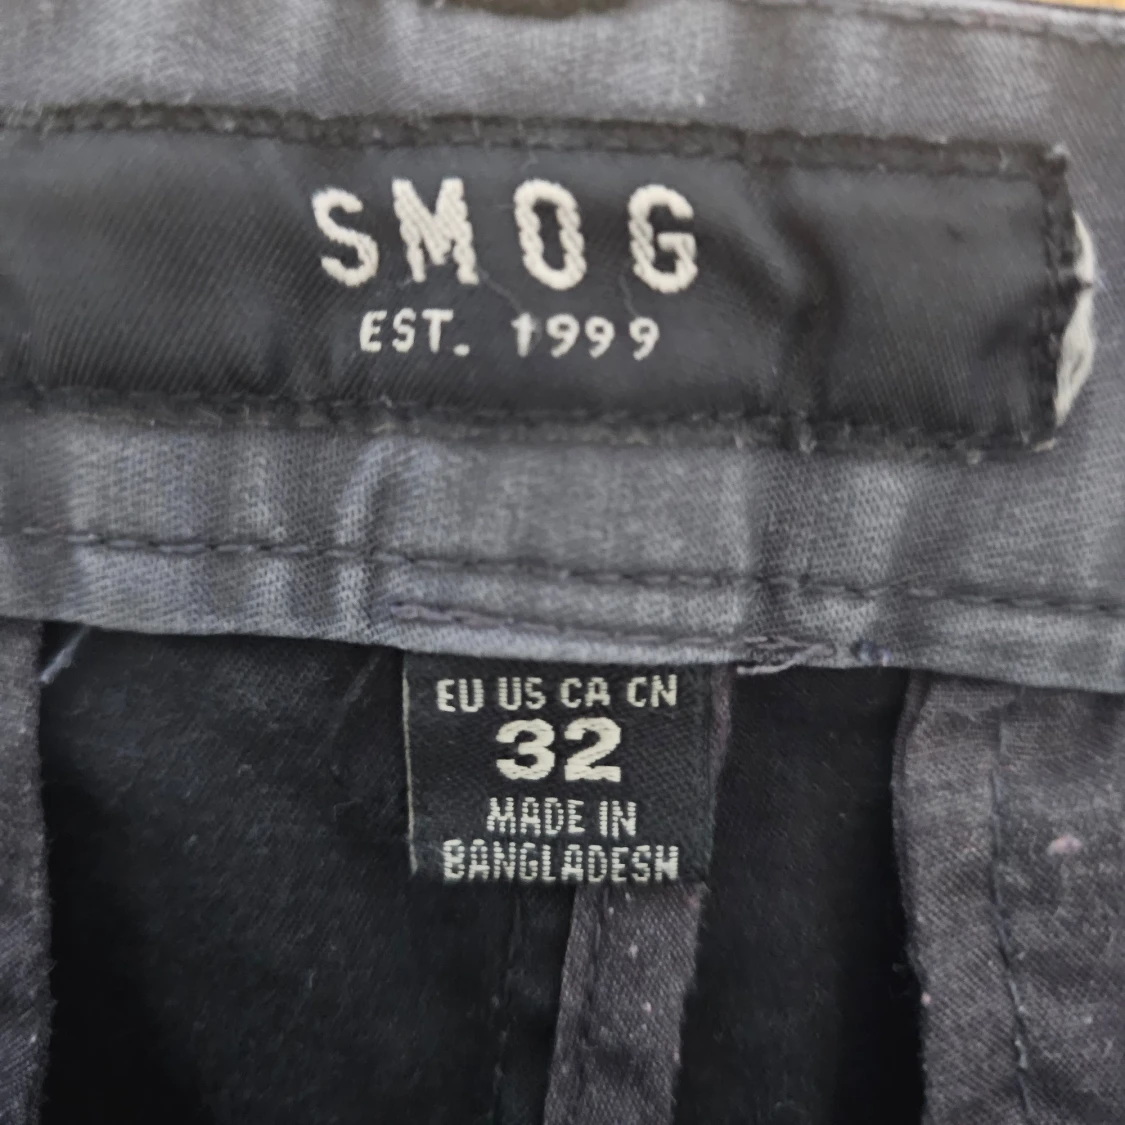 SMOG
EST. 1999
EU US CA CN
32
MADE IN
BANGLADESH